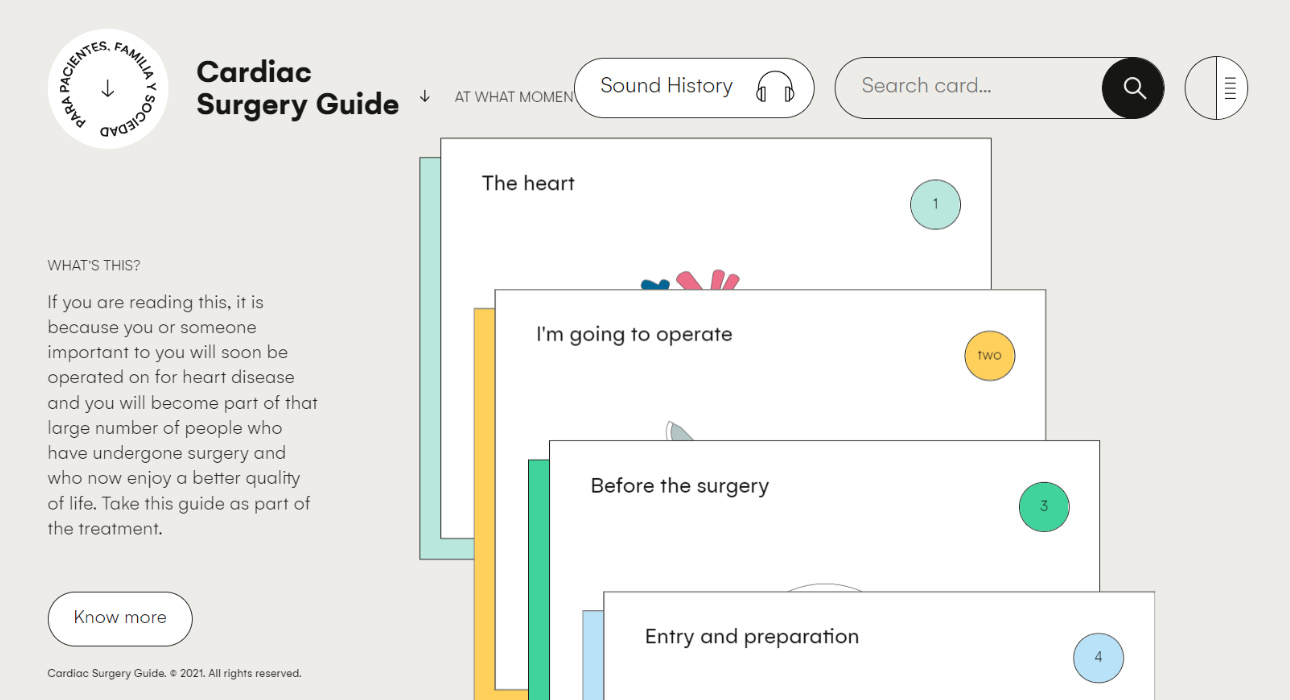 PARA PACIENTES, FAMILIA Y SOCIEDAD
Cardiac
Surgery Guide
AT WHAT MOMEN
Sound History
Search card...
The heart
1
I'm going to operate
two
Before the surgery
3
Entry and preparation
4
WHAT'S THIS?
If you are reading this, it is
because you or someone
important to you will soon be
operated on for heart disease
and you will become part of that
large number of people who
have undergone surgery and
who now enjoy a better quality
of life. Take this guide as part of
the treatment.
Know more
Cardiac Surgery Guide. © 2021. All rights reserved.